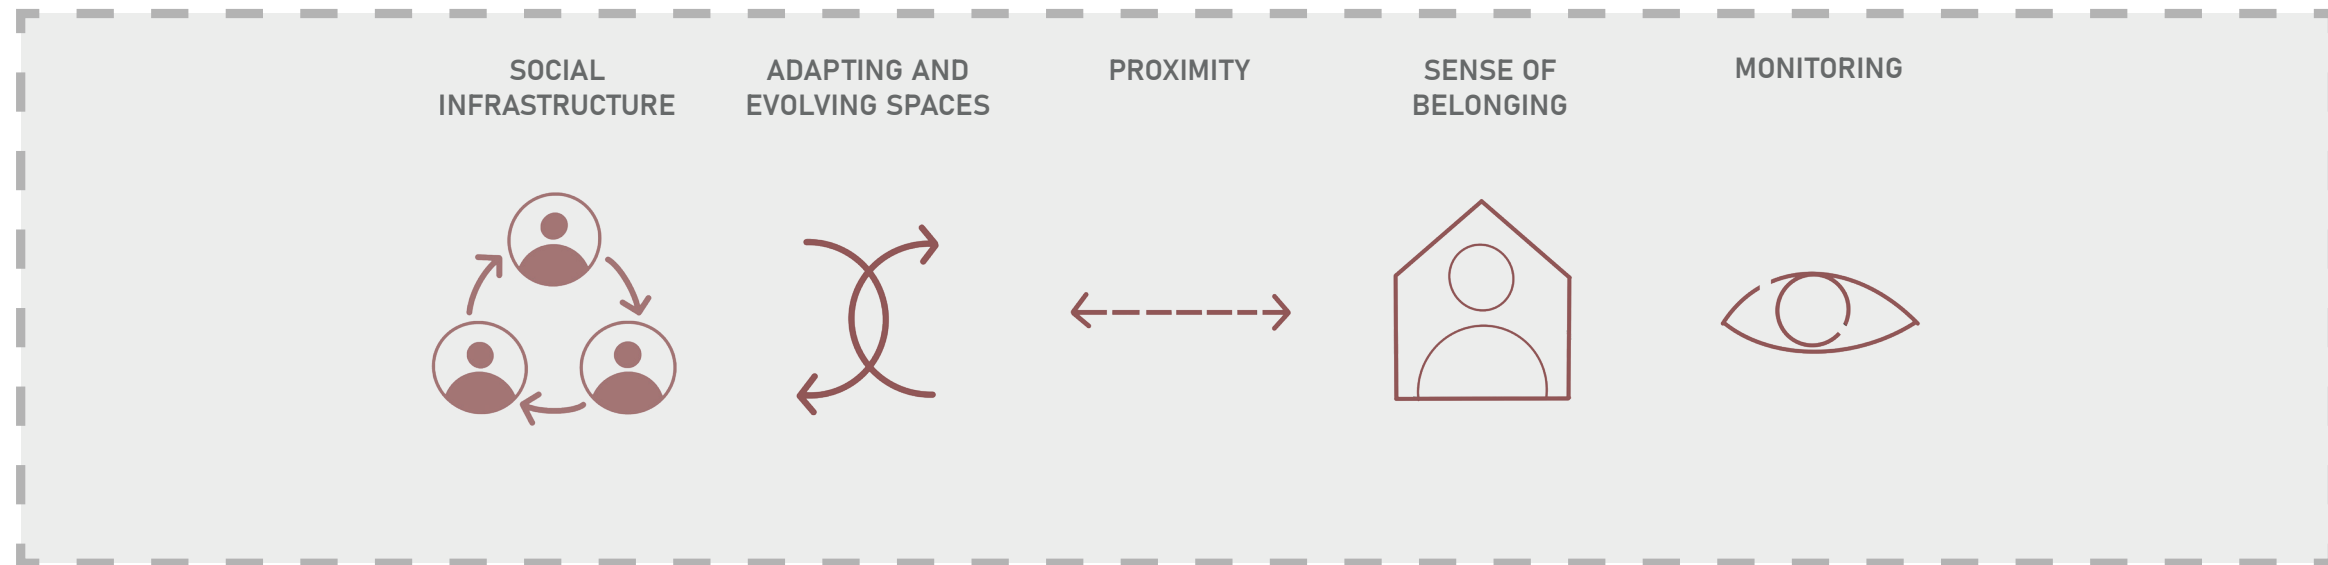 SOCIAL
INFRASTRUCTURE
ADAPTING AND
EVOLVING SPACES
PROXIMITY
SENSE OF
BELONGING
MONITORING